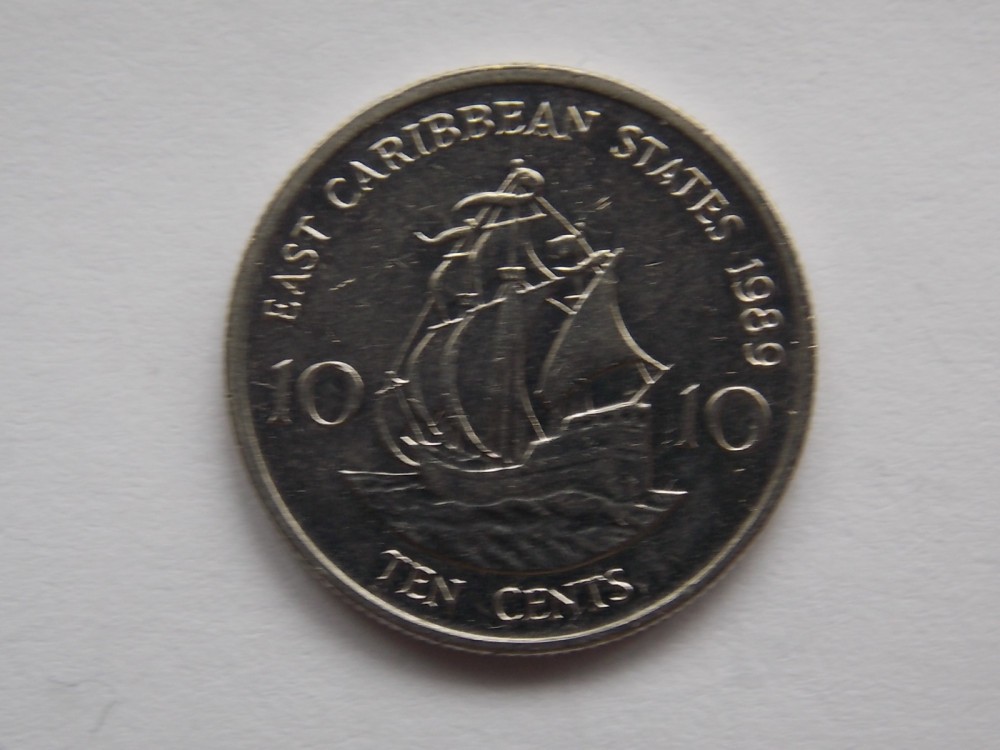 EAST CARIBBEAN STATES 1989
10 10
TEN CENTS